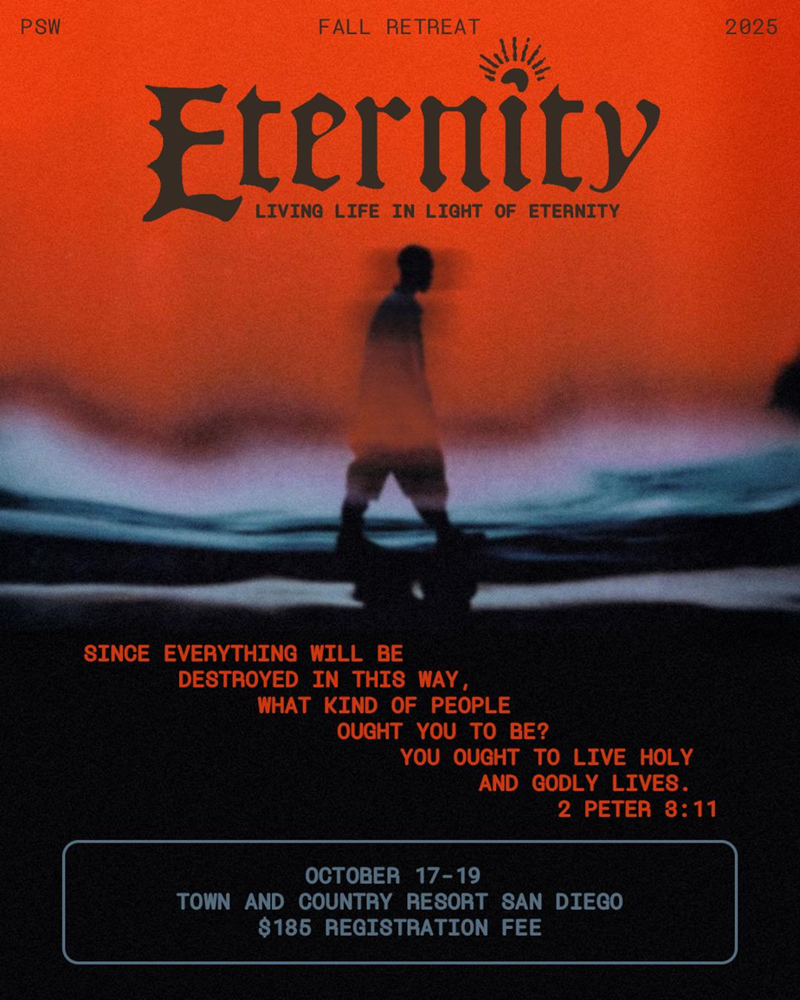 PSW FALL RETREAT 2025
Eternity
LIVING LIFE IN LIGHT OF ETERNITY
SINCE EVERYTHING WILL BE
DESTROYED IN THIS WAY,
WHAT KIND OF PEOPLE
OUGHT YOU TO BE?
YOU OUGHT TO LIVE HOLY
AND GODLY LIVES.
2 PETER 3:11
OCTOBER 17-19
TOWN AND COUNTRY RESORT SAN DIEGO
$185 REGISTRATION FEE